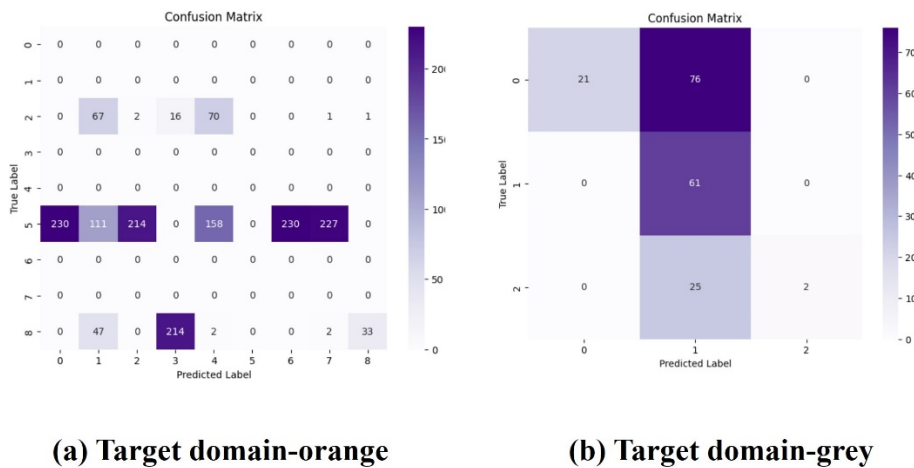 Confusion Matrix
0 0 0 0 0 0 0 0 0 0
1 0 0 0 0 0 0 0 0 0
2 0 67 2 16 70 0 0 1 1
3 0 0 0 0 0 0 0 0 0
4 0 0 0 0 0 0 0 0 0
5 230 111 214 0 158 0 230 227 0
6 0 0 0 0 0 0 0 0 0
7 0 0 0 0 0 0 0 0 0
8 0 47 0 214 2 0 0 2 33
0 1 2 3 4 5 6 7 8
True Label
Predicted Label
150
100
50
0
(a) Target domain-orange
Confusion Matrix
0 21 76 0
1 0 61 0
2 0 25 2
0 1 2
True Label
Predicted Label
70
60
50
40
30
20
10
0
(b) Target domain-grey